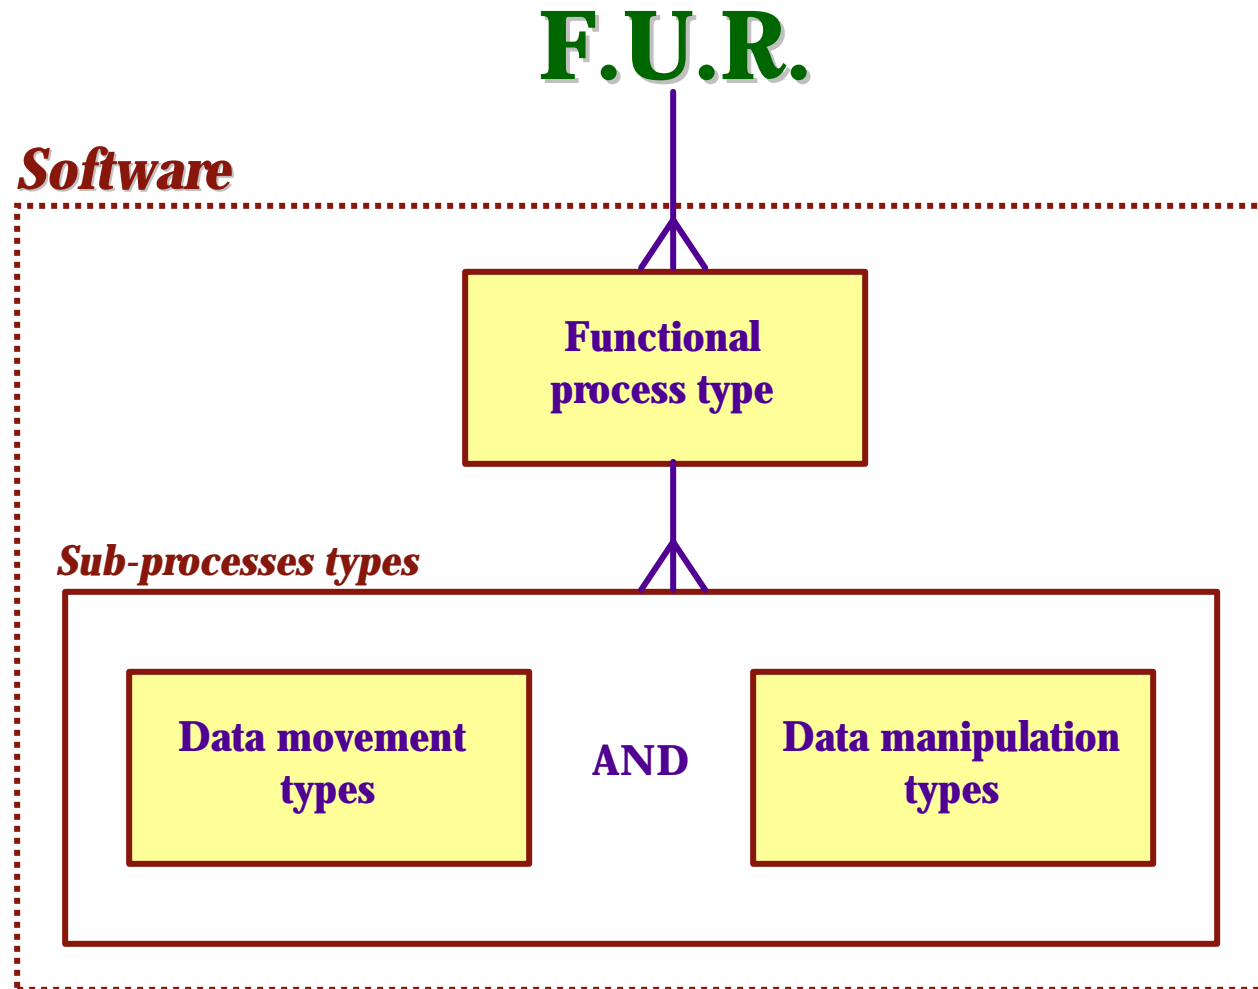 F.U.R.
Software
Functional
process type
Sub-processes types
Data movement
types
AND
Data manipulation
types